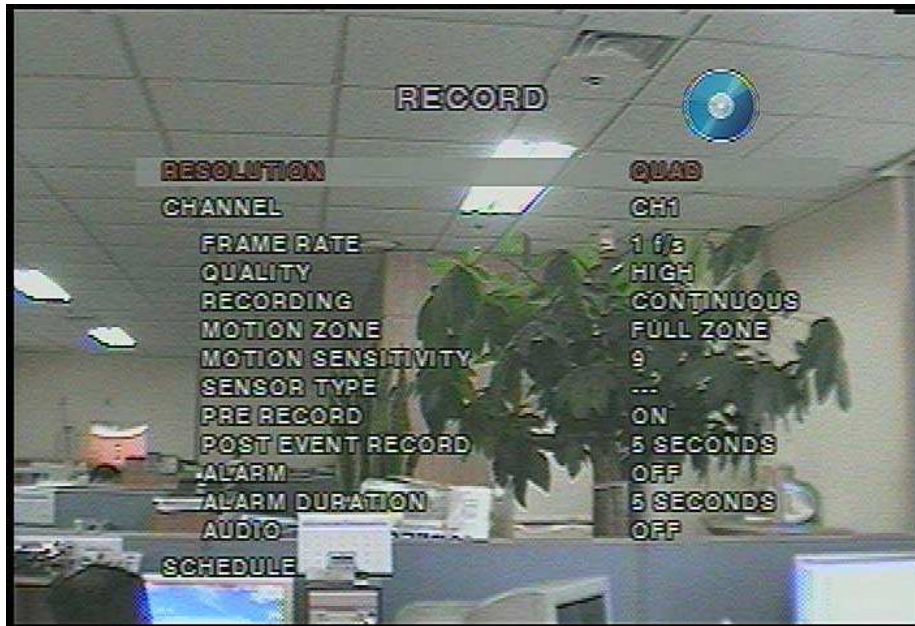 RECORD
RESOLUTION QUAD
CHANNEL CH1
FRAME RATE 1 f/s
QUALITY HIGH
RECORDING CONTINUOUS
MOTION ZONE FULL ZONE
MOTION SENSITIVITY 9
SENSOR TYPE ---
PRE RECORD ON
POST EVENT RECORD 5 SECONDS
ALARM OFF
ALARM DURATION 5 SECONDS
AUDIO OFF
SCHEDULE